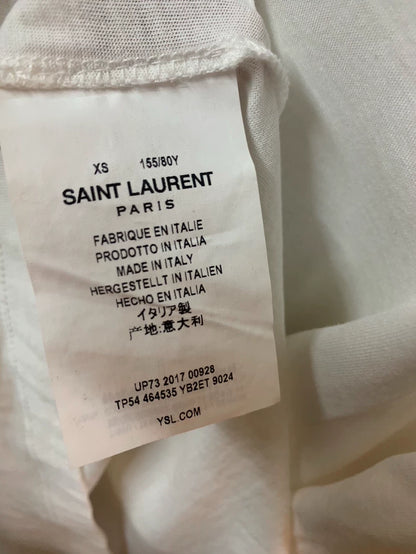 XS 155/80Y
SAINT LAURENT
PARIS
FABRIQUE EN ITALIE
PRODOTTO IN ITALIA
MADE IN ITALY
HERGESTELLT IN ITALIEN
HECHO EN ITALIA
イタリア製
产地:意大利
UP73 2017 00928
TP54 464535 YB2ET 9024
YSL.COM